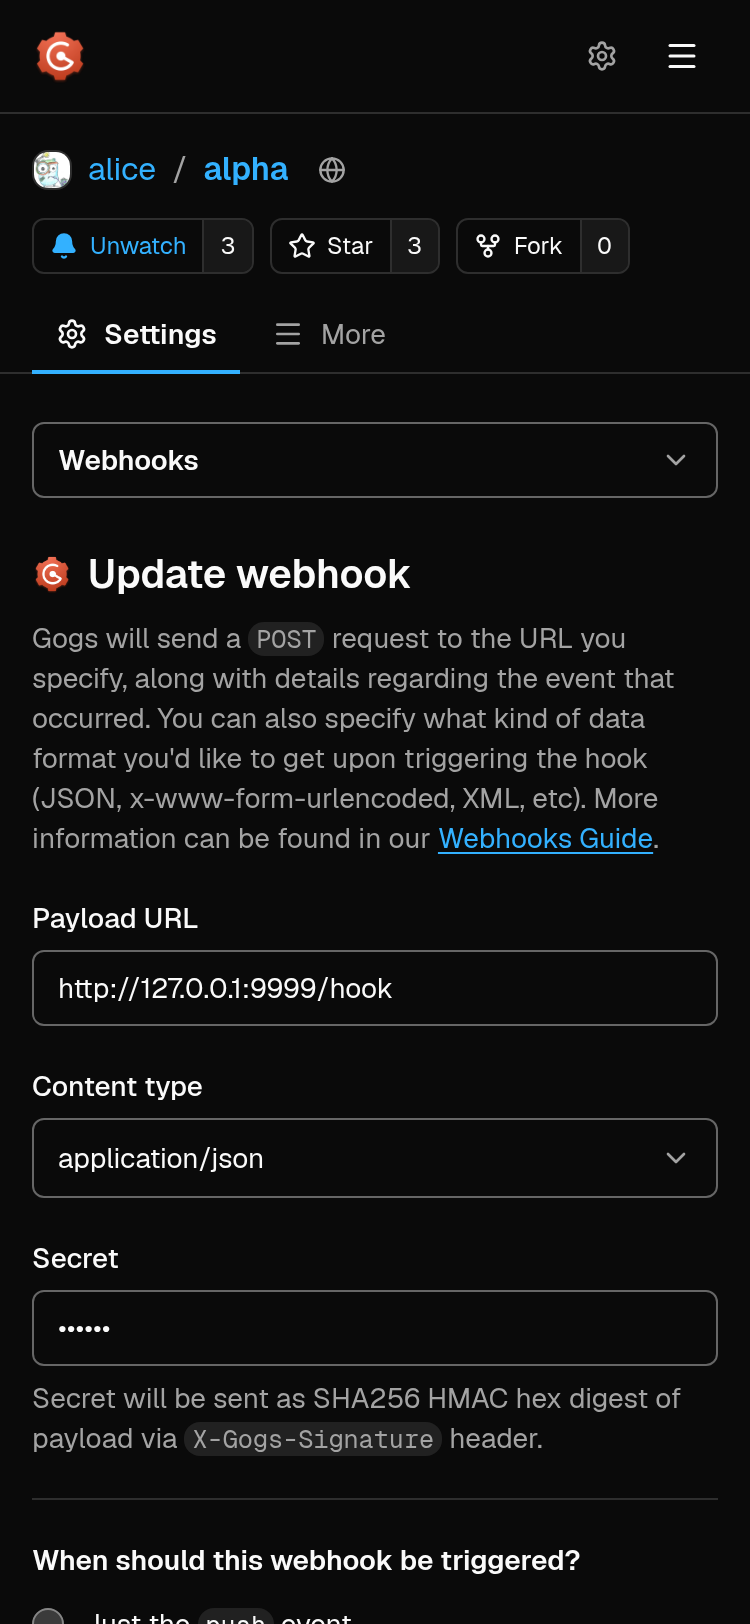 alice / alpha
Unwatch 3 Star 3 Fork 0
Settings More
Webhooks
Update webhook
Gogs will send a POST request to the URL you
specify, along with details regarding the event that
occurred. You can also specify what kind of data
format you'd like to get upon triggering the hook
(JSON, x-www-form-urlencoded, XML, etc). More
information can be found in our Webhooks Guide.
Payload URL
http://127.0.0.1:9999/hook
Content type
application/json
Secret
••••••
Secret will be sent as SHA256 HMAC hex digest of
payload via X-Gogs-Signature header.
When should this webhook be triggered?
Just the push event